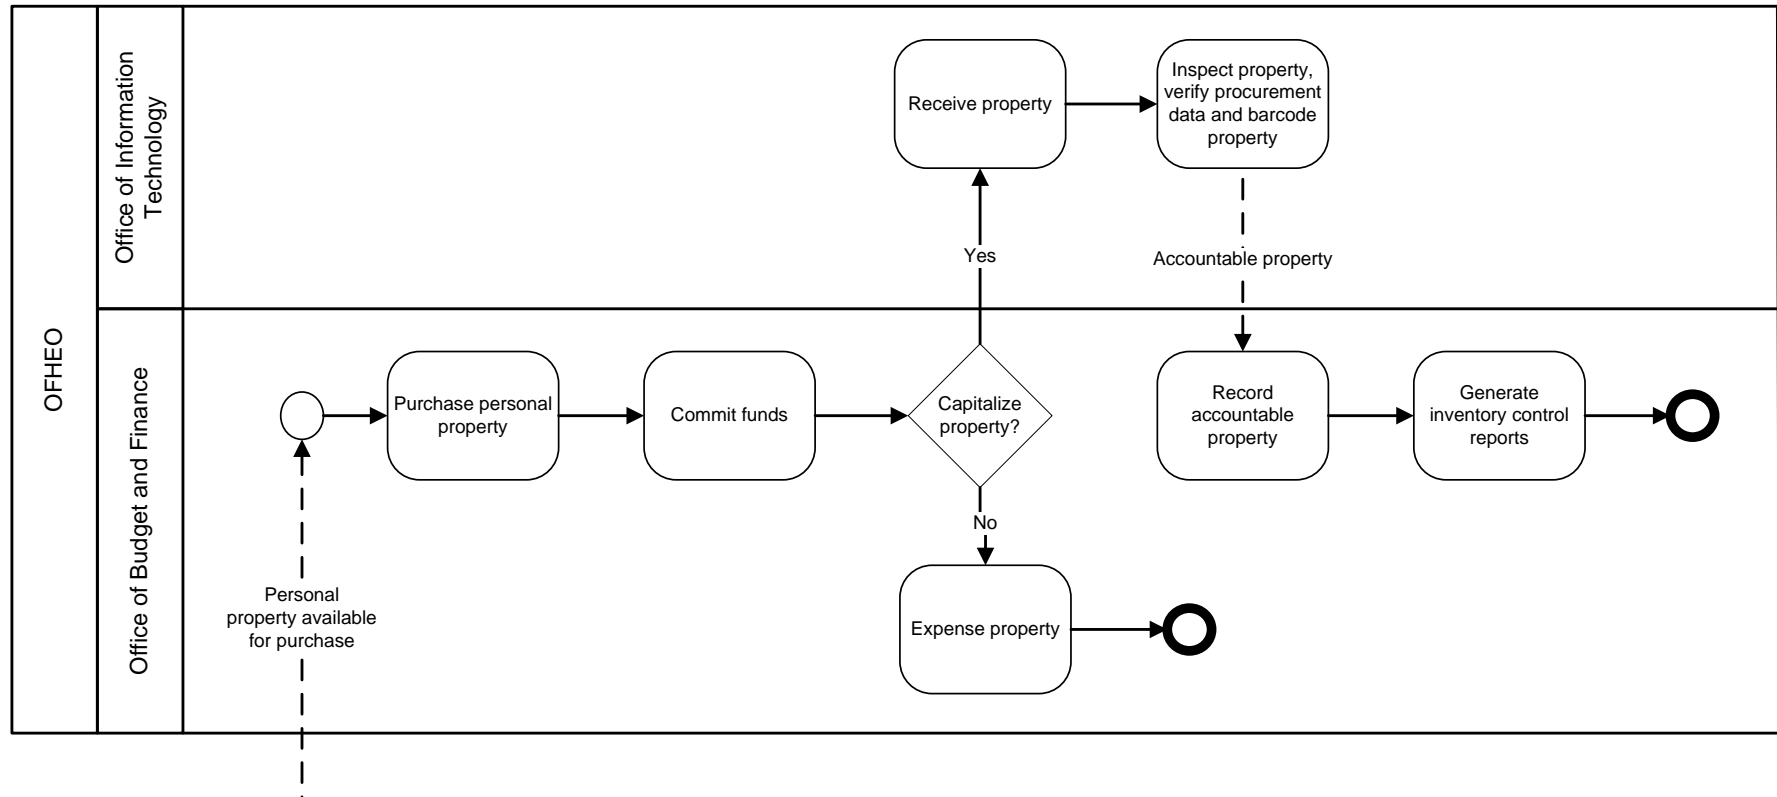 OFHEO
Office of Information
Technology
Receive property
Inspect property,
verify procurement
data and barcode
property
Yes
Accountable property
Office of Budget and Finance
Purchase personal
property
Commit funds
Capitalize
property?
Record
accountable
property
Generate
inventory control
reports
No
Personal
property available
for purchase
Expense property